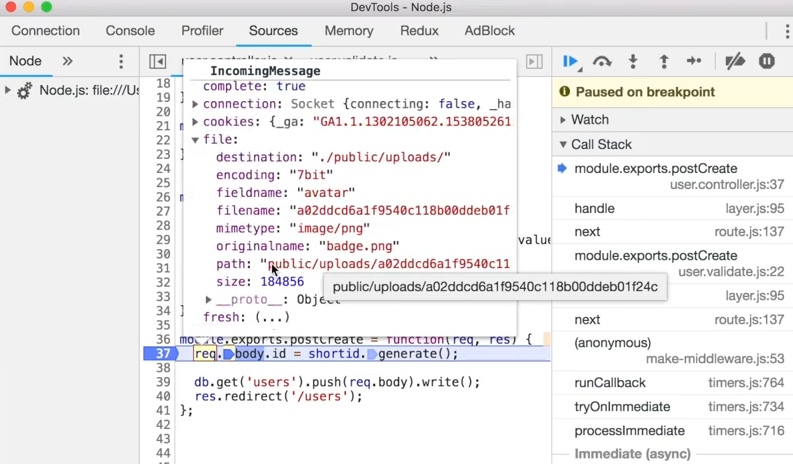 DevTools - Node.js
Connection Console Profiler Sources Memory Redux AdBlock
Node »
Node.js: file:///Us
IncomingMessage
complete: true
connection: Socket {connecting: false, _ha
cookies: {_ga: "GA1.1.1302105062.153805261
file:
destination: "./public/uploads/"
encoding: "7bit"
fieldname: "avatar"
filename: "a02ddcd6a1f9540c118b00ddeb01f
mimetype: "image/png"
originalname: "badge.png"
path: "public/uploads/a02ddcd6a1f9540c11
size: 184856
public/uploads/a02ddcd6a1f9540c118b00ddeb01f24c
__proto__: Object
fresh: (...)
18
19 }
20
21 m
22
23 }
24
25
26 m
27
28
29 value
30
31
32
33
34 }
35
36 module.exports.postCreate = function(req, res) {
37 req.body.id = shortid.generate();
38
39 db.get('users').push(req.body).write();
40 res.redirect('/users');
41 };
42
43
44
Paused on breakpoint
Watch
Call Stack
module.exports.postCreate
user.controller.js:37
handle layer.js:95
next route.js:137
module.exports.postCreate
user.validate.js:22
layer.js:95
next route.js:137
(anonymous)
make-middleware.js:53
runCallback timers.js:764
tryOnImmediate timers.js:734
processImmediate timers.js:716
Immediate (async)